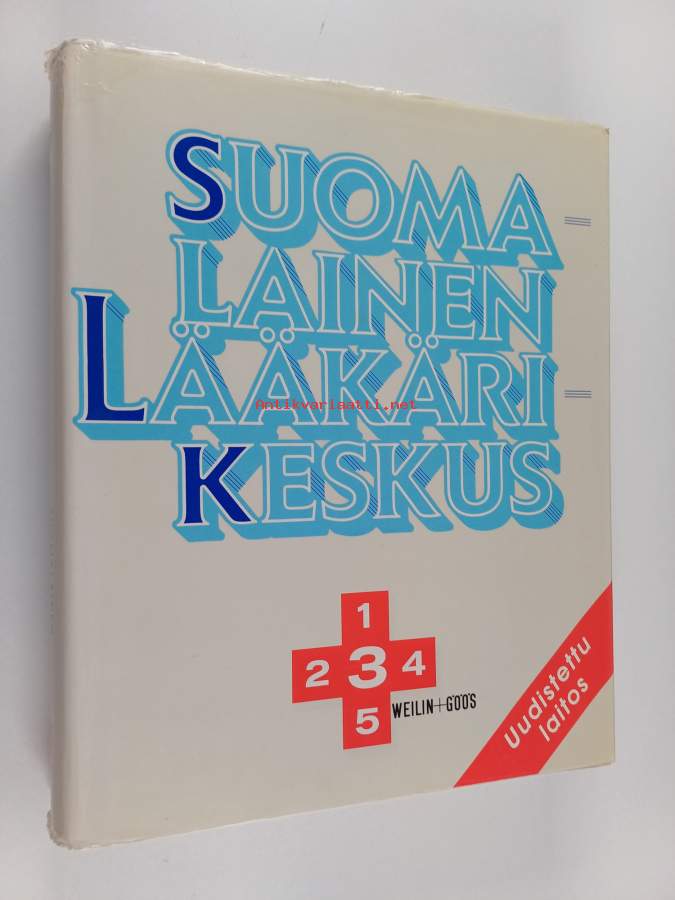 SUOMA-
LAINEN
LÄÄKÄRI-
KESKUS
Antikvariaatti.net
1
2 3 4
5
WEILIN+GÖÖS
Uudistettu
laitos